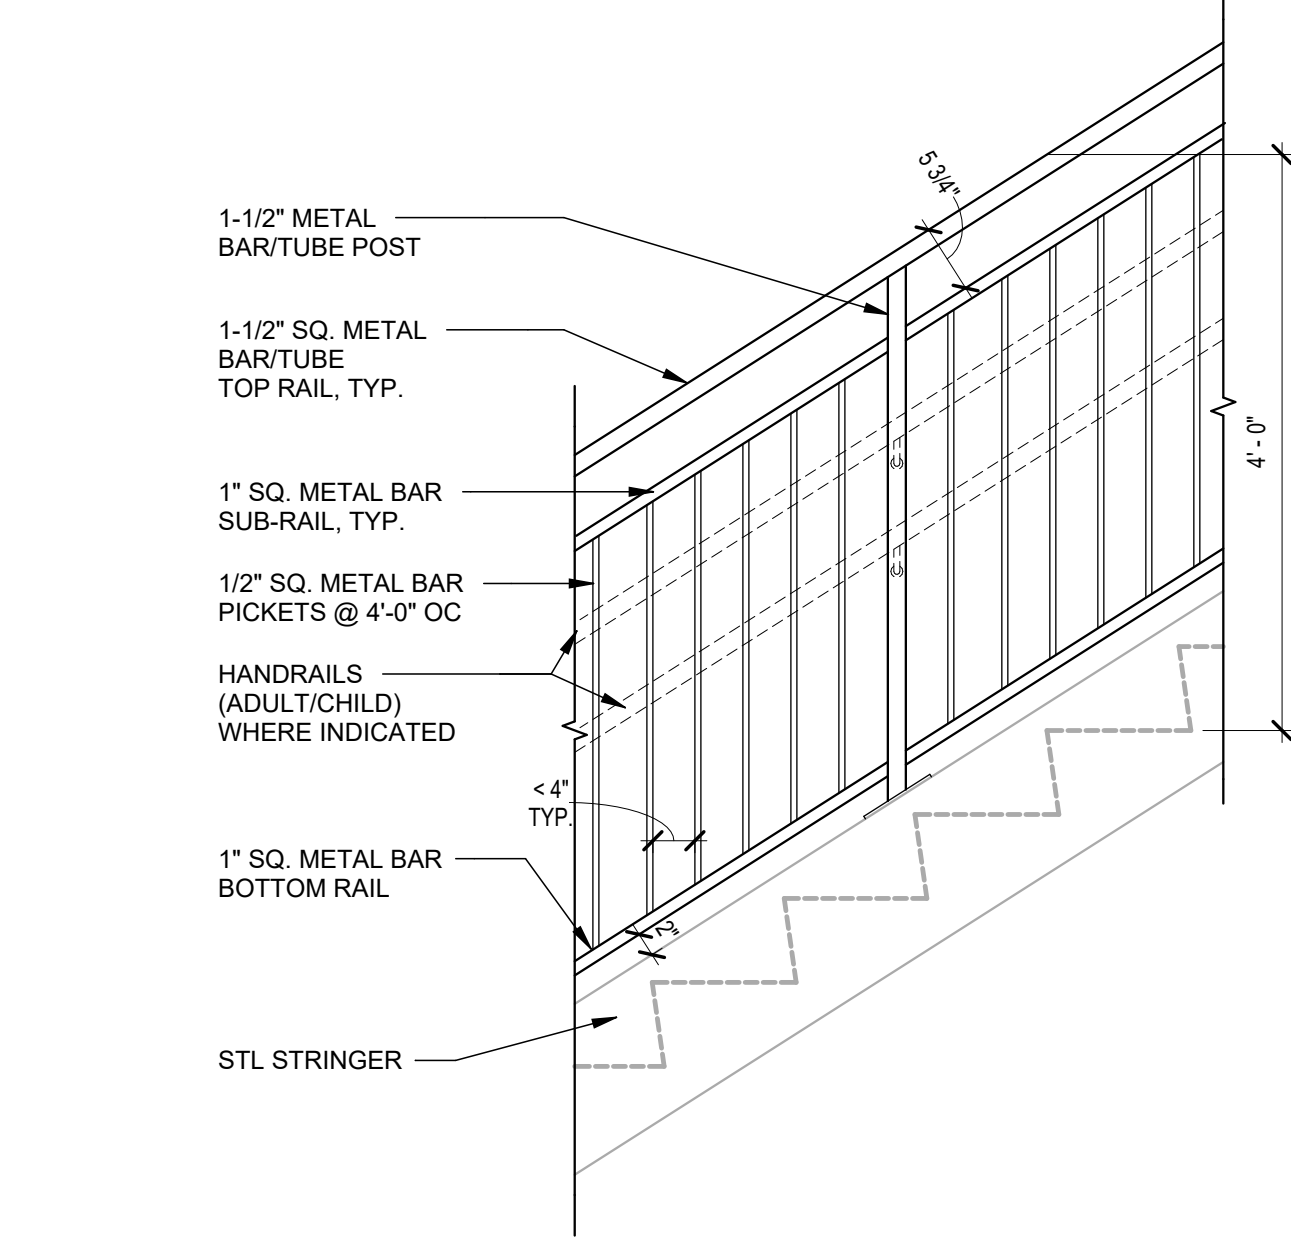 1-1/2" METAL
BAR/TUBE POST
1-1/2" SQ. METAL
BAR/TUBE
TOP RAIL, TYP.
1" SQ. METAL BAR
SUB-RAIL, TYP.
1/2" SQ. METAL BAR
PICKETS @ 4'-0" OC
HANDRAILS
(ADULT/CHILD)
WHERE INDICATED
< 4"
TYP.
1" SQ. METAL BAR
BOTTOM RAIL
STL STRINGER
5 3/4"
2"
4' - 0"